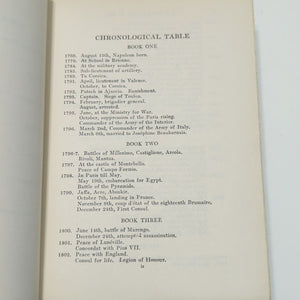 CHRONOLOGICAL TABLE
BOOK ONE
1769. August 15th, Napoleon born.
1779. At School in Brienne.
1784. At the military academy.
1785. Sub-lieutenant of artillery.
1786. To Corsica.
1791. April, lieutenant in Valence.
October, to Corsica.
1792. Putsch in Ajaccio. Banishment.
1793. Captain. Siege of Toulon.
1794. February, brigadier general.
August, arrested.
1795. June, at the Ministry for War.
October, suppression of the Paris rising.
Commander of the Army of the Interior.
1796. March 2nd, Commander of the Army of Italy.
March 9th, married to Josephine Beauharnais.
BOOK TWO
1796-7. Battles of Millesimo, Castiglione, Arcola,
Rivoli, Mantua.
1797. At the castle of Montebello.
Peace of Campo Formio.
1798. In Paris till May.
May 19th, embarcation for Egypt.
Battle of the Pyramids.
1799. Jaffa, Acre, Aboukir.
October 7th, landing in France.
November 9th, coup d'état of the eighteenth Brumaire.
December 24th, First Consul.
BOOK THREE
1800. June 14th, battle of Marengo.
December 24th, attempted assassination.
1801. Peace of Lunéville.
Concordat with Pius VII.
1802. Peace with England.
Consul for life. Legion of Honour.
ix